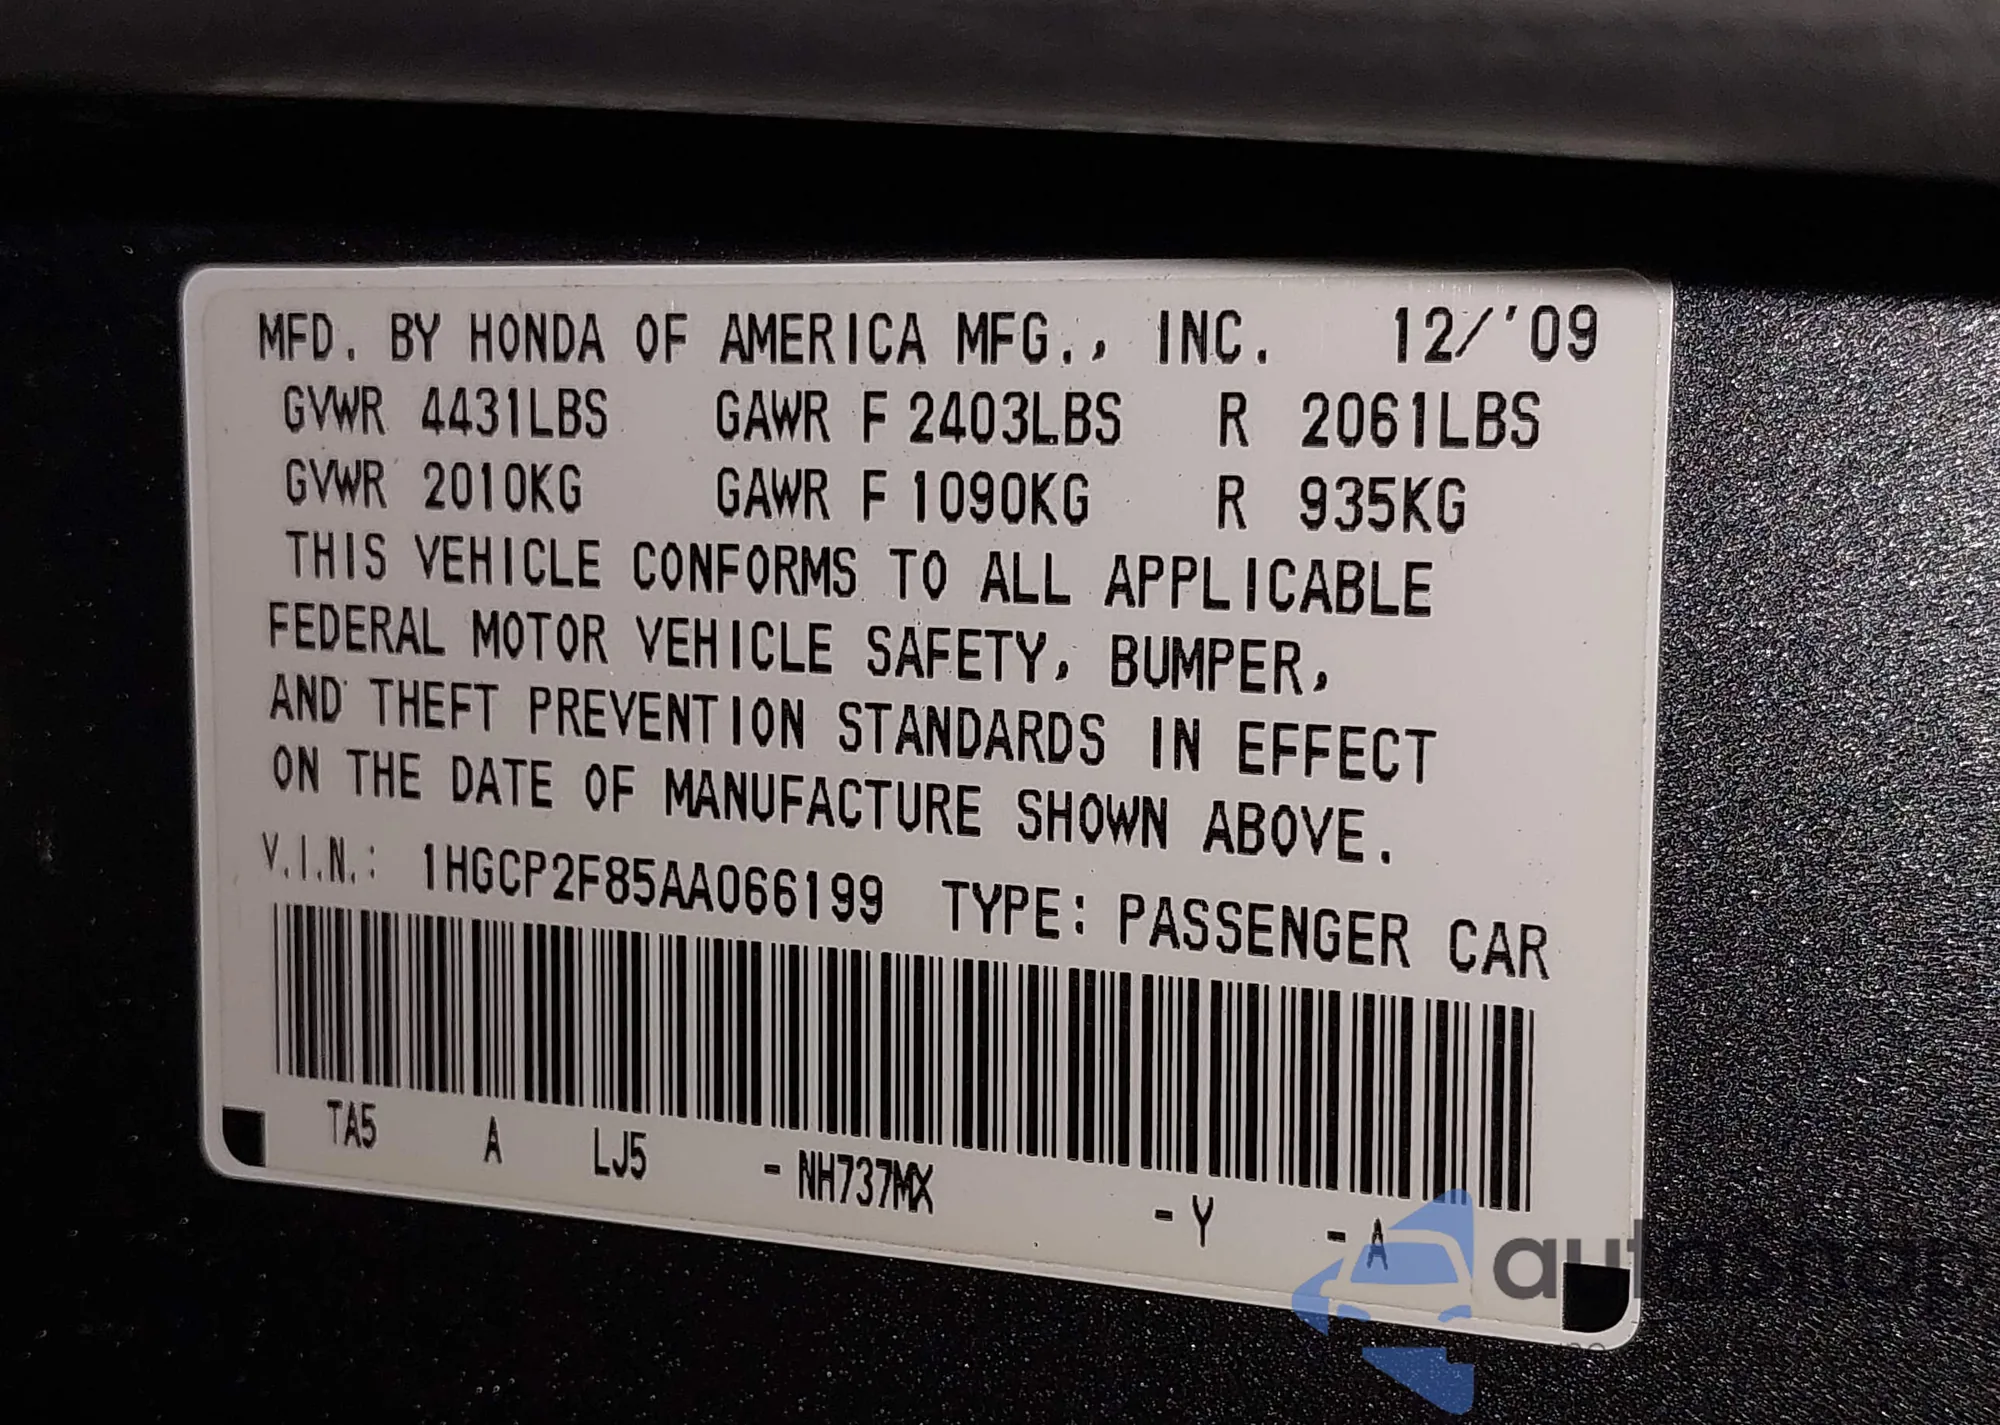 MFD. BY HONDA OF AMERICA MFG., INC. 12/'09
GVWR 4431LBS GAWR F 2403LBS R 2061LBS
GVWR 2010KG GAWR F 1090KG R 935KG
THIS VEHICLE CONFORMS TO ALL APPLICABLE
FEDERAL MOTOR VEHICLE SAFETY, BUMPER,
AND THEFT PREVENTION STANDARDS IN EFFECT
ON THE DATE OF MANUFACTURE SHOWN ABOVE.
V.I.N.: 1HGCP2F85AA066199 TYPE: PASSENGER CAR
TA5 A LJ5 - NH737MX - Y - A